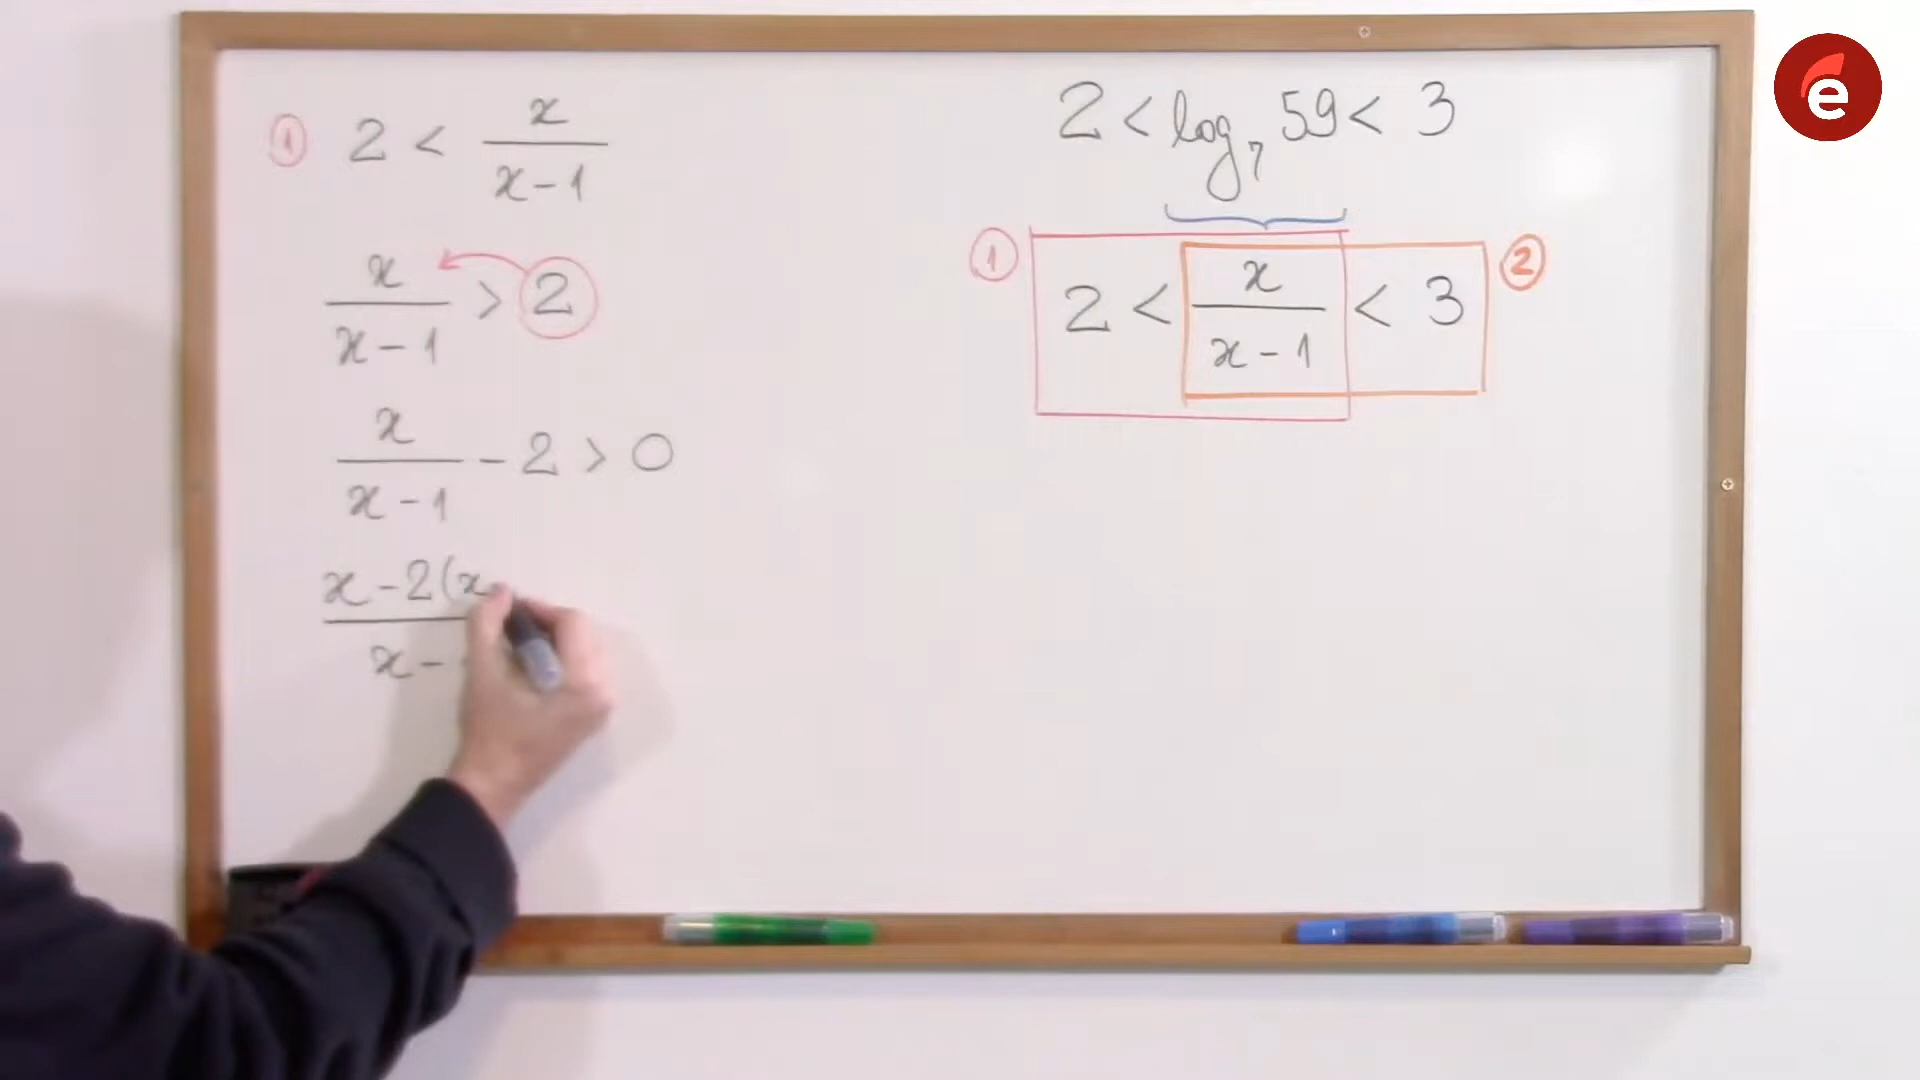 ① 2 < x/(x-1)
x/(x-1) > 2
x/(x-1) - 2 > 0
x-2(x
x-
2 < log₇ 59 < 3
① 2 < x/(x-1) < 3 ②
e